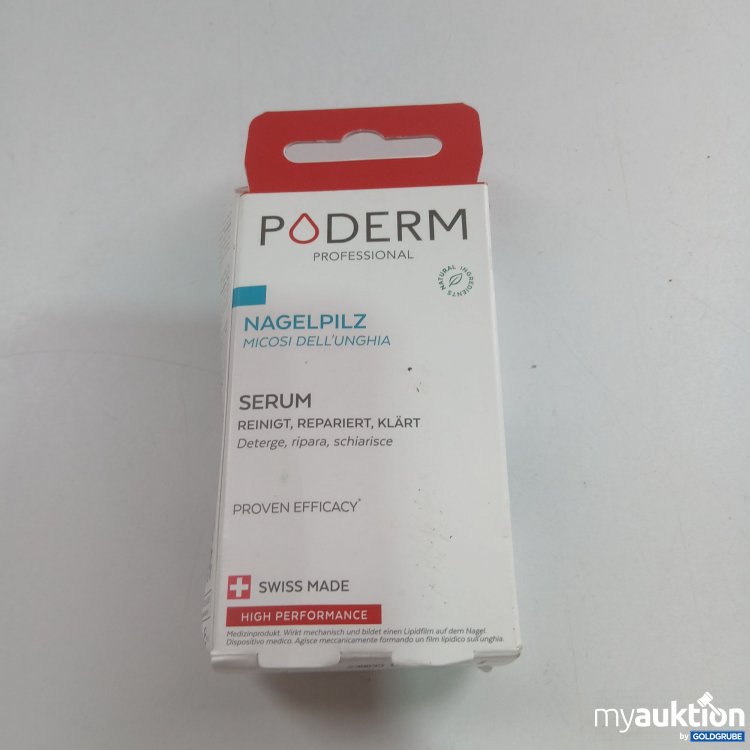 PODERM
PROFESSIONAL
NATURAL INGREDIENTS
NAGELPILZ
MICOSI DELL'UNGHIA
SERUM
REINIGT, REPARIERT, KLÄRT
Deterge, ripara, schiarisce
PROVEN EFFICACY*
SWISS MADE
HIGH PERFORMANCE
Medizinprodukt. Wirkt mechanisch und bildet einen Lipidfilm auf dem Nagel.
Dispositivo medico. Agisce meccanicamente formando un film lipidico sull'unghia.
myauktion
by GOLDGRUBE